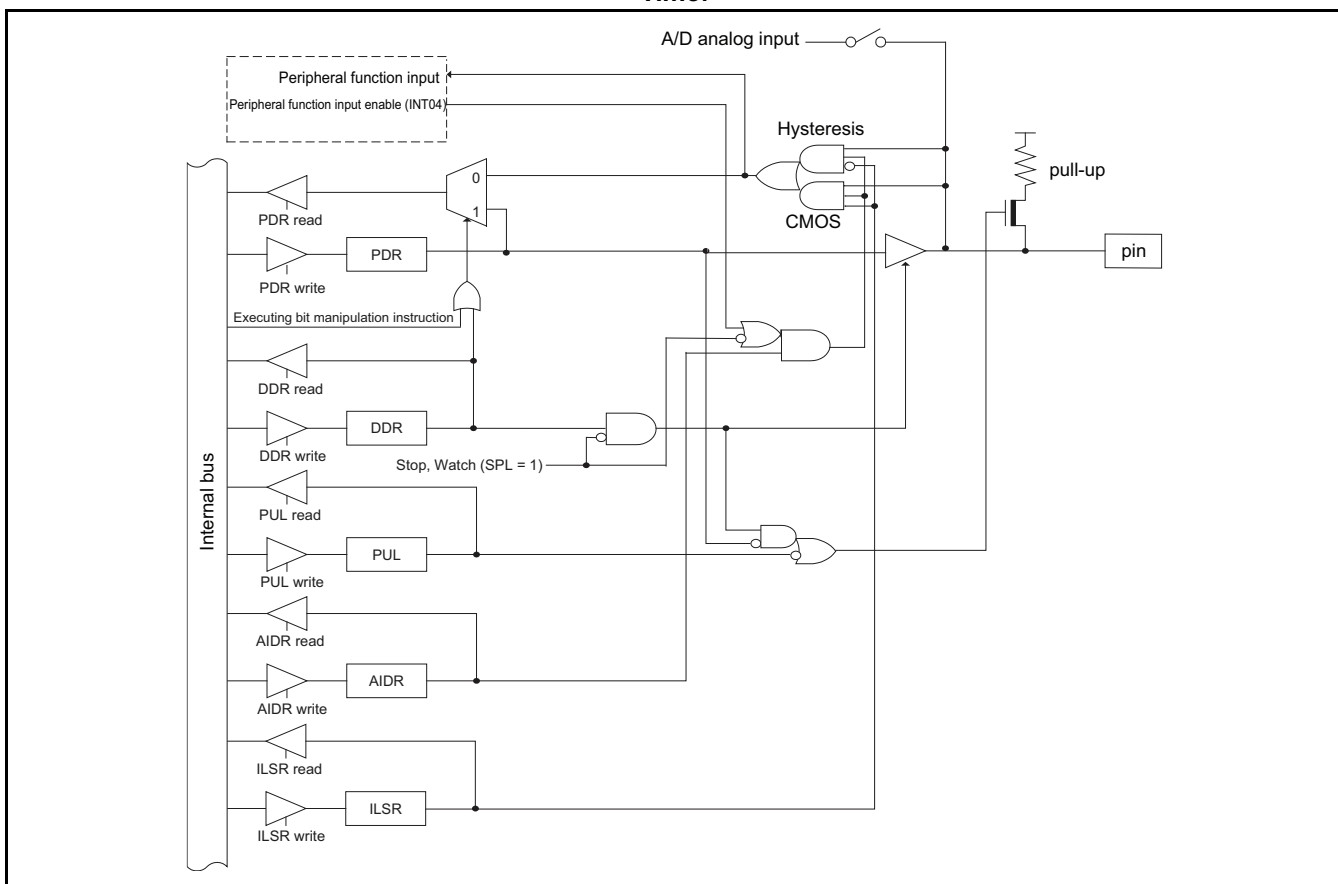 A/D analog input
Peripheral function input
Peripheral function input enable (INT04)
Hysteresis
0
pull-up
1
CMOS
PDR read
PDR
pin
PDR write
Executing bit manipulation instruction
DDR read
DDR
DDR write
Stop, Watch (SPL = 1)
Internal bus
PUL read
PUL
PUL write
AIDR read
AIDR
AIDR write
ILSR read
ILSR
ILSR write